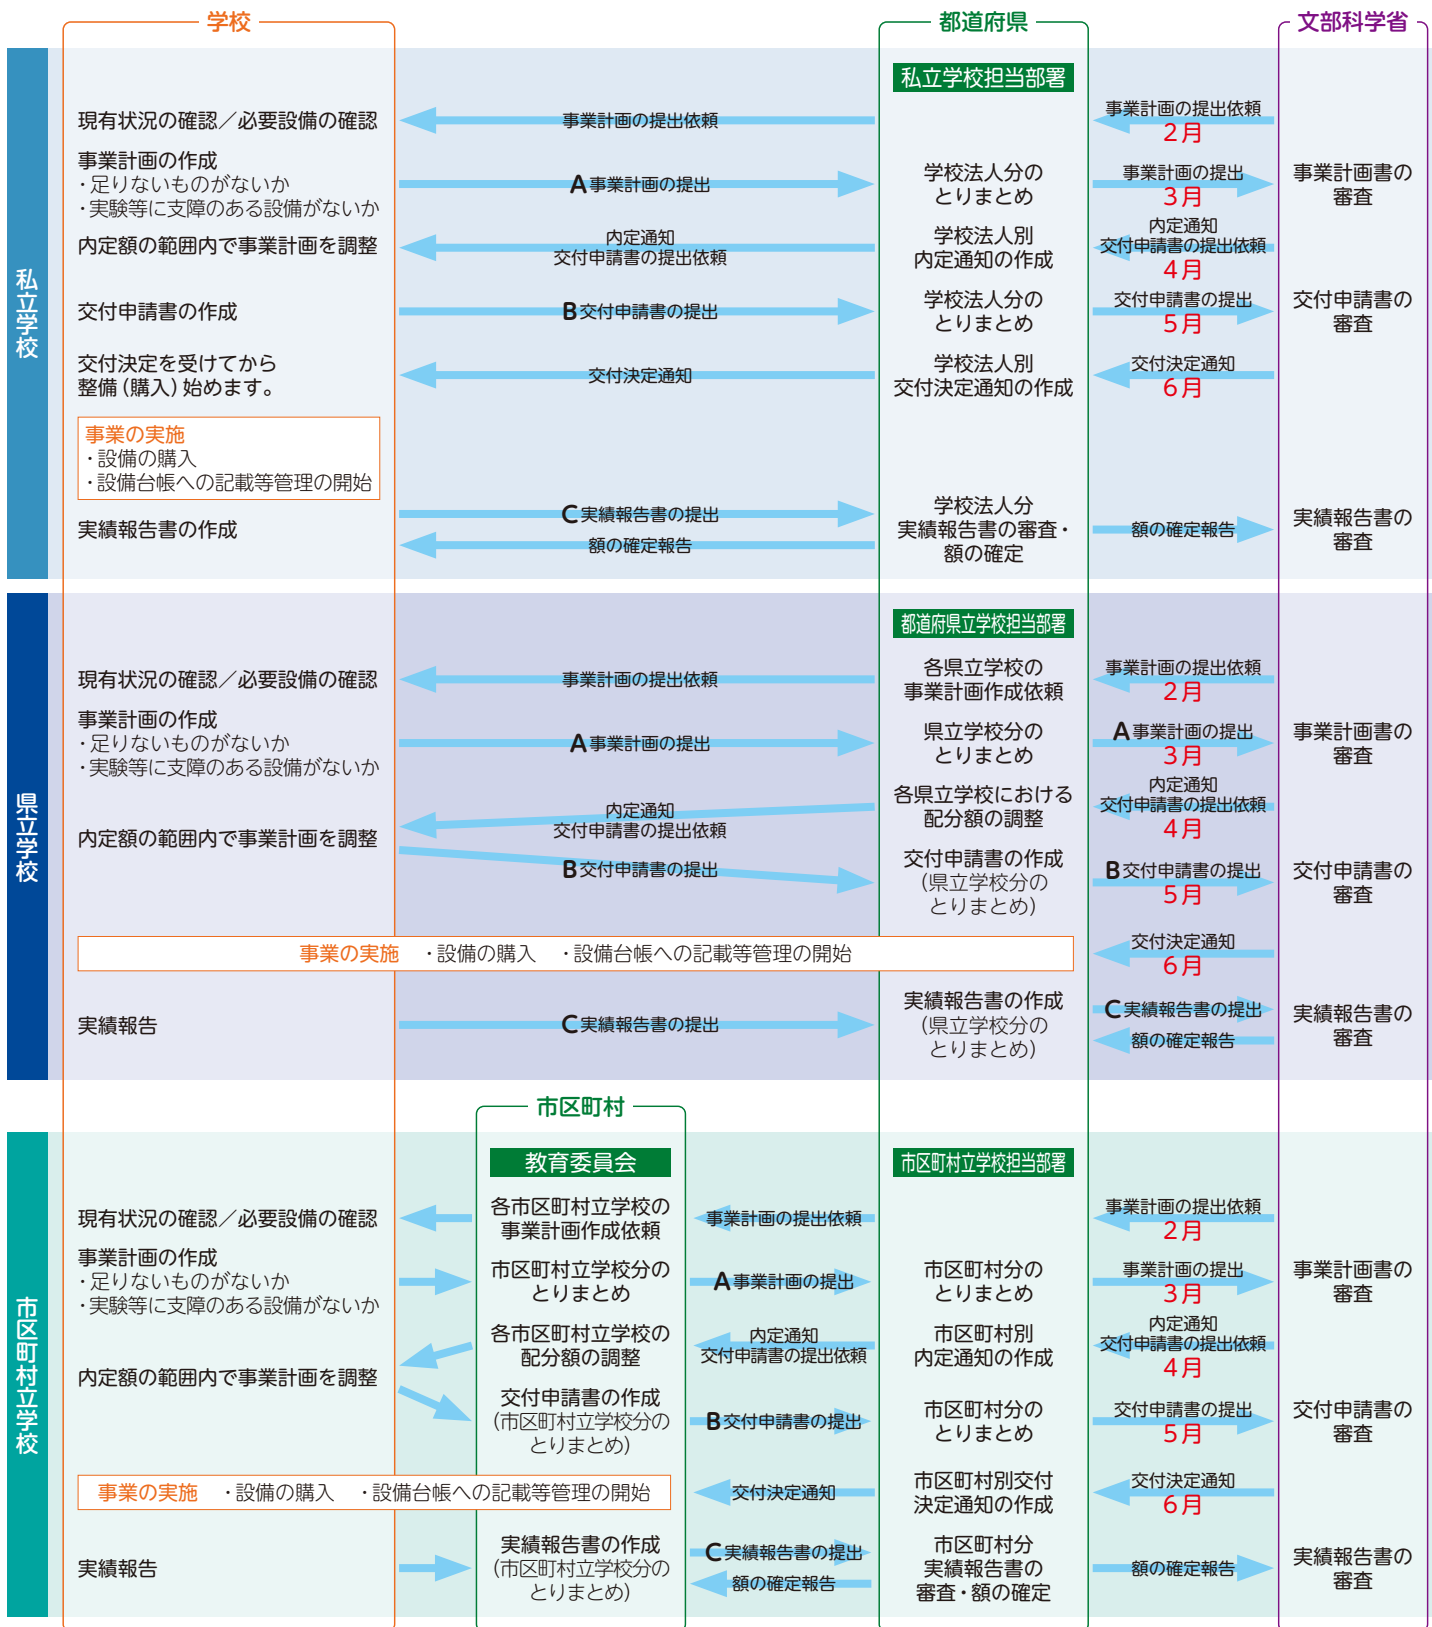 学校
都道府県
文部科学省
私立学校
私立学校担当部署
現有状況の確認／必要設備の確認
事業計画の提出依頼
事業計画の提出依頼
2月
事業計画の作成
・足りないものがないか
・実験等に支障のある設備がないか
A事業計画の提出
学校法人分の
とりまとめ
事業計画の提出
3月
事業計画書の
審査
内定額の範囲内で事業計画を調整
内定通知
交付申請書の提出依頼
学校法人別
内定通知の作成
内定通知
交付申請書の提出依頼
4月
交付申請書の作成
B交付申請書の提出
学校法人分の
とりまとめ
交付申請書の提出
5月
交付申請書の
審査
交付決定を受けてから
整備（購入）始めます。
交付決定通知
学校法人別
交付決定通知の作成
交付決定通知
6月
事業の実施
・設備の購入
・設備台帳への記載等管理の開始
実績報告書の作成
C実績報告書の提出
額の確定報告
学校法人分
実績報告書の審査・
額の確定
額の確定報告
実績報告書の
審査
県立学校
都道府県立学校担当部署
現有状況の確認／必要設備の確認
事業計画の提出依頼
各県立学校の
事業計画作成依頼
事業計画の提出依頼
2月
事業計画の作成
・足りないものがないか
・実験等に支障のある設備がないか
A事業計画の提出
県立学校分の
とりまとめ
A事業計画の提出
3月
事業計画書の
審査
内定額の範囲内で事業計画を調整
内定通知
交付申請書の提出依頼
各県立学校における
配分額の調整
内定通知
交付申請書の提出依頼
4月
B交付申請書の提出
交付申請書の作成
（県立学校分の
とりまとめ）
B交付申請書の提出
5月
交付申請書の
審査
事業の実施　・設備の購入　・設備台帳への記載等管理の開始
交付決定通知
6月
実績報告
C実績報告書の提出
実績報告書の作成
（県立学校分の
とりまとめ）
C実績報告書の提出
額の確定報告
実績報告書の
審査
市区町村
市区町村立学校
教育委員会
市区町村立学校担当部署
現有状況の確認／必要設備の確認
各市区町村立学校の
事業計画作成依頼
事業計画の提出依頼
事業計画の提出依頼
2月
事業計画の作成
・足りないものがないか
・実験等に支障のある設備がないか
市区町村立学校分の
とりまとめ
A事業計画の提出
市区町村分の
とりまとめ
事業計画の提出
3月
事業計画書の
審査
内定額の範囲内で事業計画を調整
各市区町村立学校の
配分額の調整
内定通知
交付申請書の提出依頼
市区町村別
内定通知の作成
内定通知
交付申請書の提出依頼
4月
交付申請書の作成
（市区町村立学校分の
とりまとめ）
B交付申請書の提出
市区町村分の
とりまとめ
交付申請書の提出
5月
交付申請書の
審査
事業の実施　・設備の購入　・設備台帳への記載等管理の開始
交付決定通知
市区町村別交付
決定通知の作成
交付決定通知
6月
実績報告
実績報告書の作成
（市区町村立学校分の
とりまとめ）
C実績報告書の提出
額の確定報告
市区町村分
実績報告書の
審査・額の確定
額の確定報告
実績報告書の
審査